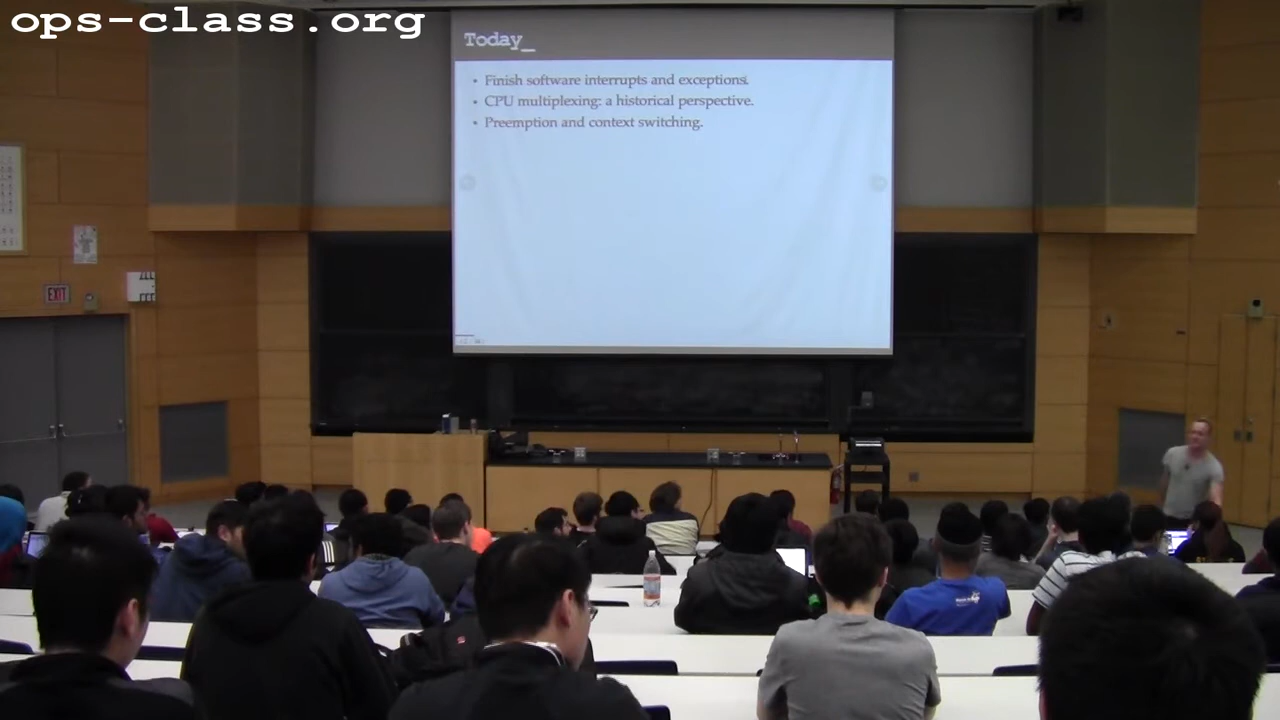 ops-class.org
Today_
• Finish software interrupts and exceptions.
• CPU multiplexing: a historical perspective.
• Preemption and context switching.
EXIT